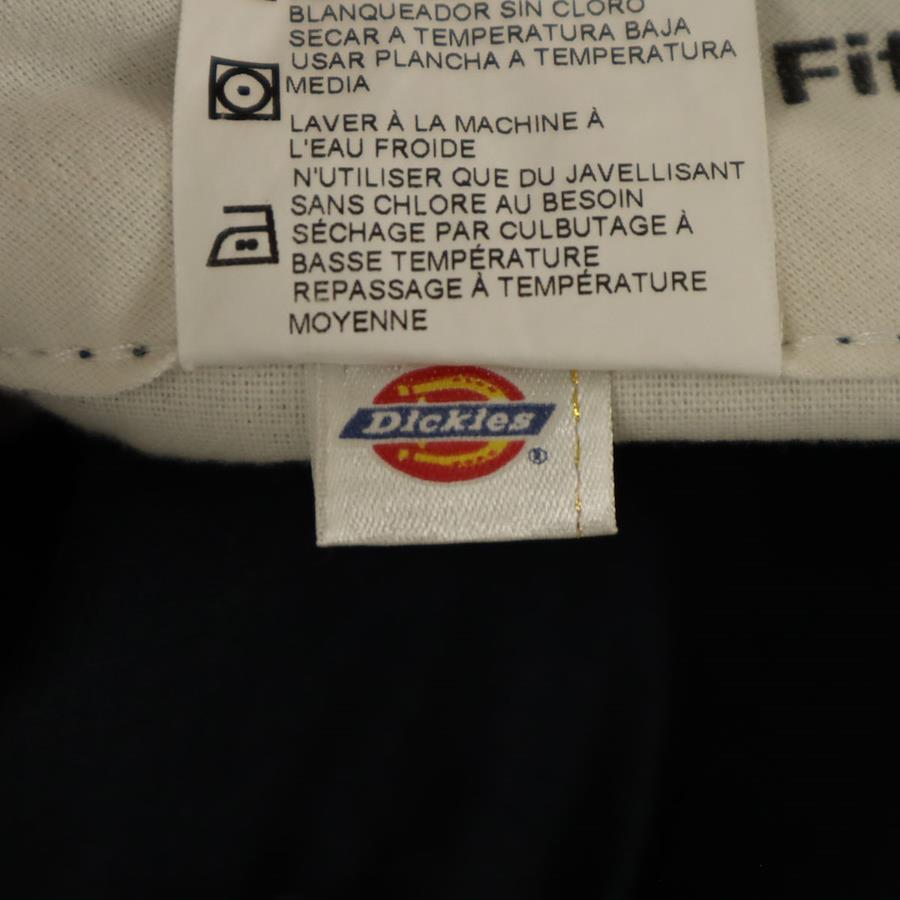 BLANQUEADOR SIN CLORO
SECAR A TEMPERATURA BAJA
USAR PLANCHA A TEMPERATURA
MEDIA
LAVER À LA MACHINE À
L'EAU FROIDE
N'UTILISER QUE DU JAVELLISANT
SANS CHLORE AU BESOIN
SÉCHAGE PAR CULBUTAGE À
BASSE TEMPÉRATURE
REPASSAGE À TEMPÉRATURE
MOYENNE
Dickies
®